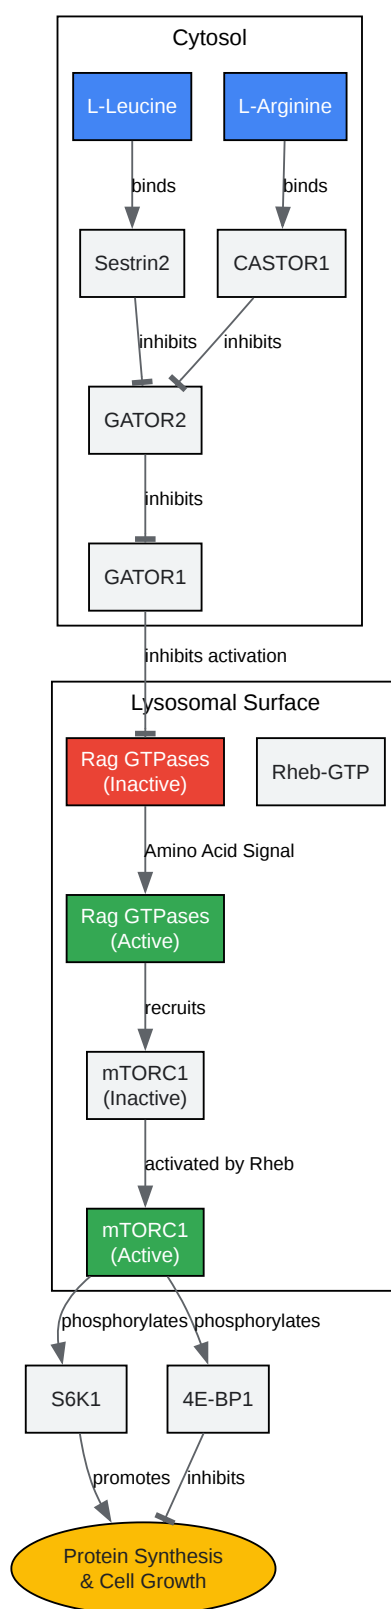 Cytosol
L-Leucine
L-Arginine
binds
binds
Sestrin2
CASTOR1
inhibits
inhibits
GATOR2
inhibits
GATOR1
inhibits activation
Lysosomal Surface
Rag GTPases
(Inactive)
Rheb-GTP
Amino Acid Signal
Rag GTPases
(Active)
recruits
mTORC1
(Inactive)
activated by Rheb
mTORC1
(Active)
phosphorylates
phosphorylates
S6K1
4E-BP1
promotes
inhibits
Protein Synthesis
& Cell Growth